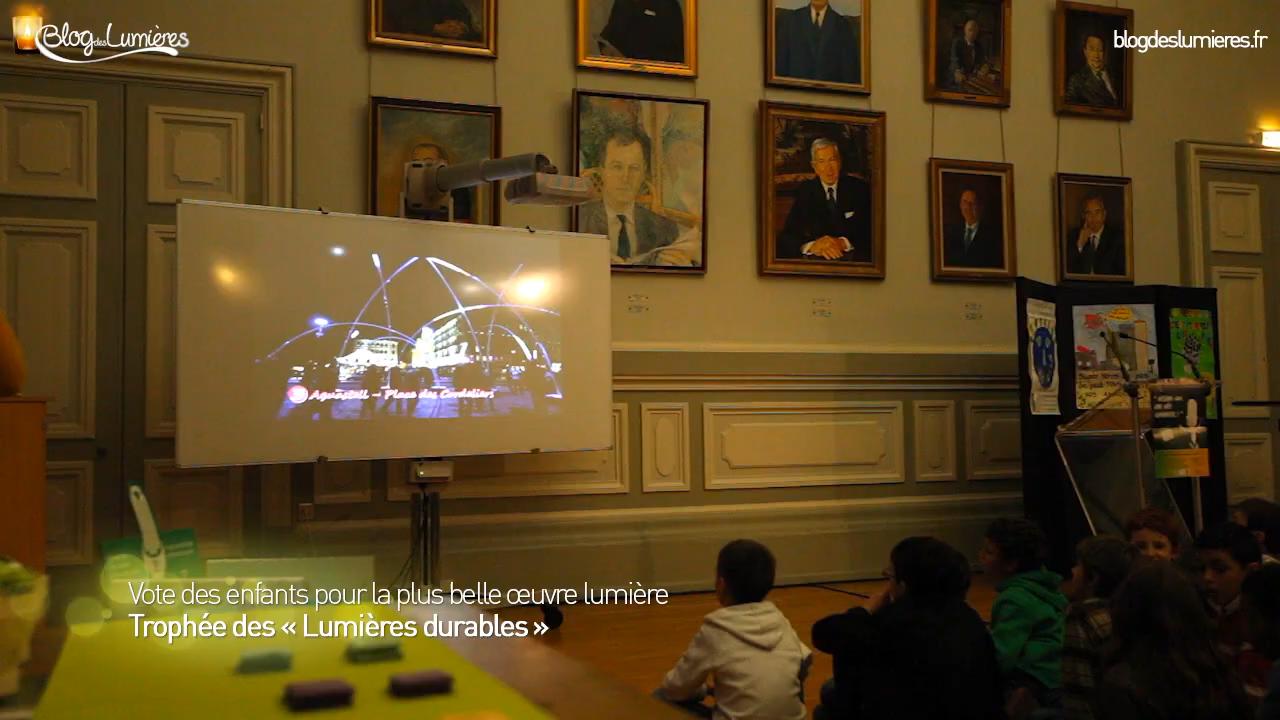 Blog des Lumières
blogdeslumieres.fr
Aquastell - Place des Cordeliers
Vote des enfants pour la plus belle œuvre lumière
Trophée des « Lumières durables »